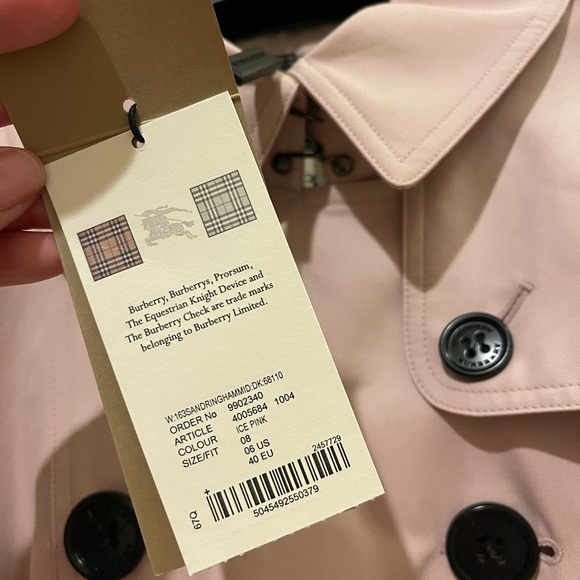 Burberry, Burberrys, Prorsum,
The Equestrian Knight Device and
The Burberry Check are trade marks
belonging to Burberry Limited.
W:163SANDRINGHAMMID:DK:68110
ORDER No 9902340
ARTICLE 4005684 1004
COLOUR ICE PINK
SIZE/FIT 08
06 US
40 EU
2457729
67Q
5045492550379